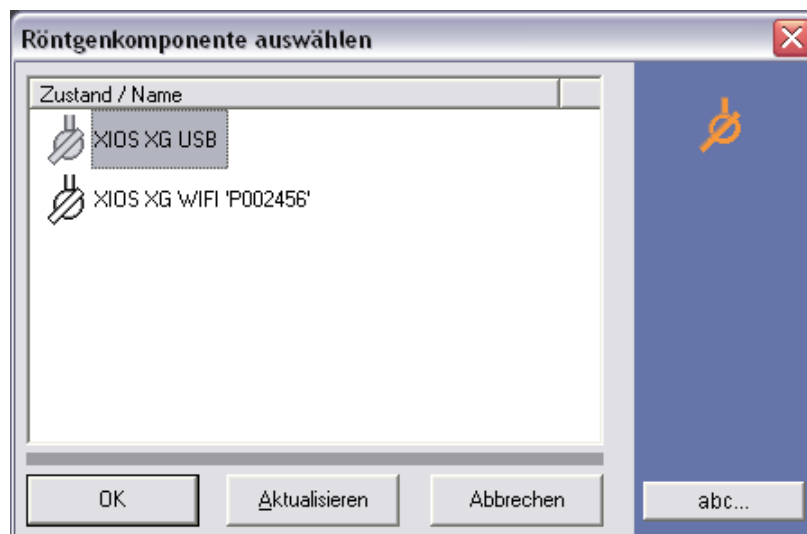 Röntgenkomponente auswählen
Zustand / Name
XIOS XG USB
XIOS XG WIFI 'P002456'
OK Aktualisieren Abbrechen abc...